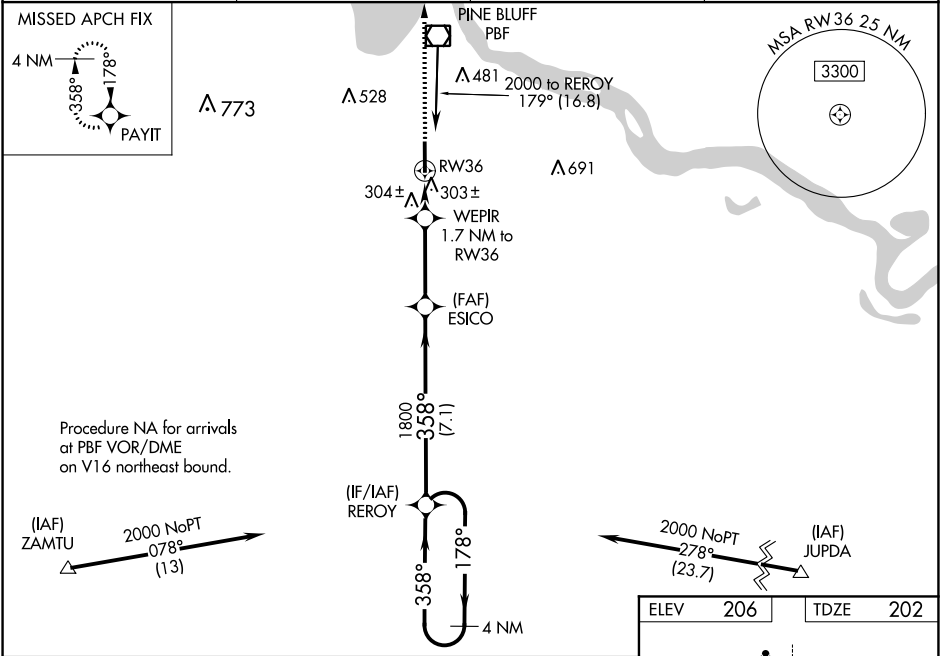 MISSED APCH FIX
4 NM
358°
178°
PAYIT
PINE BLUFF
PBF
MSA RW36 25 NM
3300
773
528
481
2000 to REROY
179° (16.8)
691
RW36
304±
303±
WEPIR
1.7 NM to
RW36
(FAF)
ESICO
1800
358°
(7.1)
Procedure NA for arrivals
at PBF VOR/DME
on V16 northeast bound.
(IF/IAF)
REROY
(IAF)
ZAMTU
2000 NoPT
078°
(13)
2000 NoPT
278°
(23.7)
(IAF)
JUPDA
358°
178°
4 NM
ELEV 206
TDZE 202